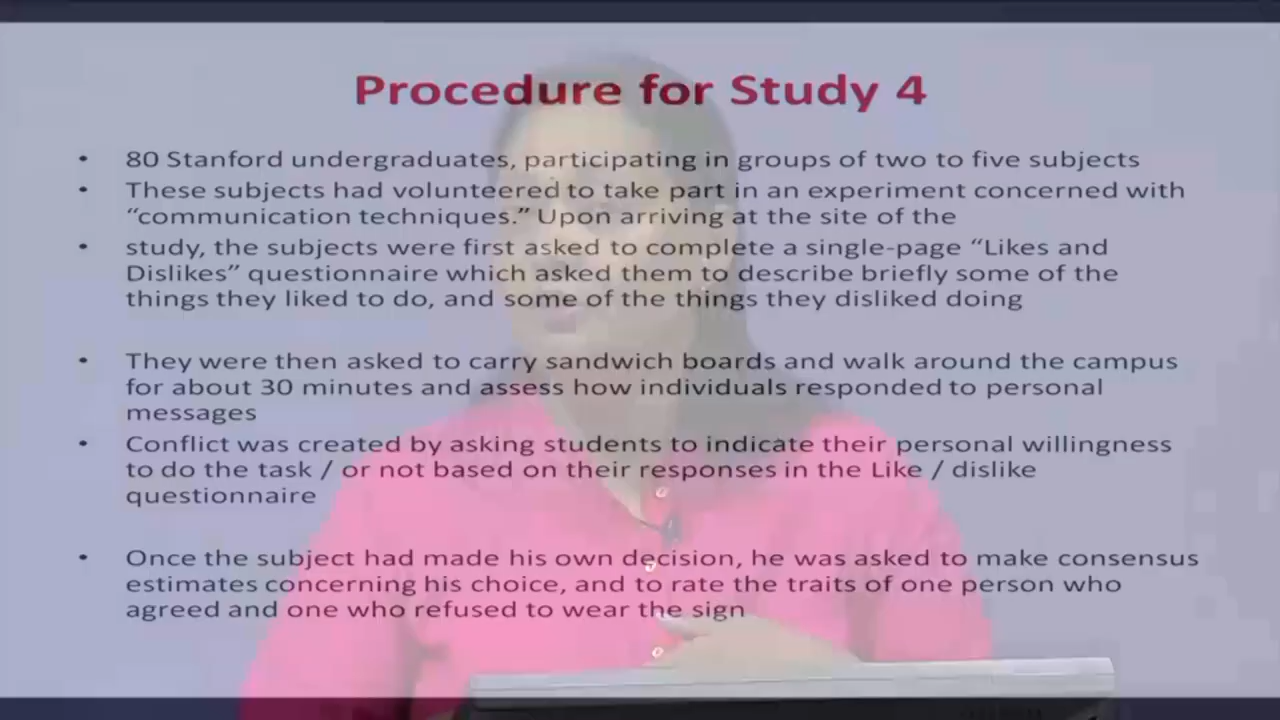 Procedure for Study 4
• 80 Stanford undergraduates, participating in groups of two to five subjects
• These subjects had volunteered to take part in an experiment concerned with
“communication techniques.” Upon arriving at the site of the
• study, the subjects were first asked to complete a single-page “Likes and
Dislikes” questionnaire which asked them to describe briefly some of the
things they liked to do, and some of the things they disliked doing
• They were then asked to carry sandwich boards and walk around the campus
for about 30 minutes and assess how individuals responded to personal
messages
• Conflict was created by asking students to indicate their personal willingness
to do the task / or not based on their responses in the Like / dislike
questionnaire
• Once the subject had made his own decision, he was asked to make consensus
estimates concerning his choice, and to rate the traits of one person who
agreed and one who refused to wear the sign